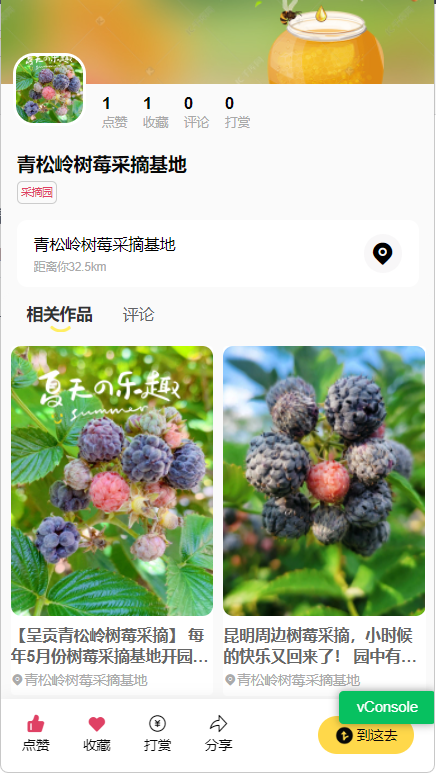 夏天の乐趣
1 1 0 0
点赞 收藏 评论 打赏
青松岭树莓采摘基地
采摘园
青松岭树莓采摘基地
距离你32.5km
相关作品 评论
夏天の乐趣
summer
【呈贡青松岭树莓采摘】 每
年5月份树莓采摘基地开园...
青松岭树莓采摘基地
昆明周边树莓采摘，小时候
的快乐又回来了！ 园中有...
青松岭树莓采摘基地
vConsole
点赞 收藏 打赏 分享
到这去